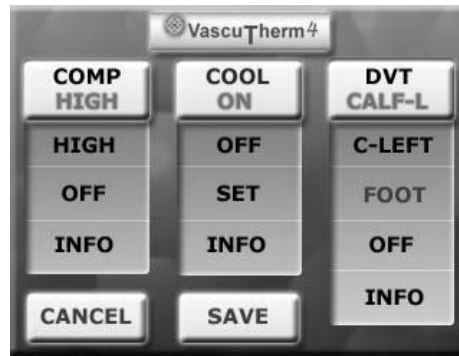 VascuTherm4
COMP
HIGH
HIGH
OFF
INFO
CANCEL
COOL
ON
OFF
SET
INFO
SAVE
DVT
CALF-L
C-LEFT
FOOT
OFF
INFO